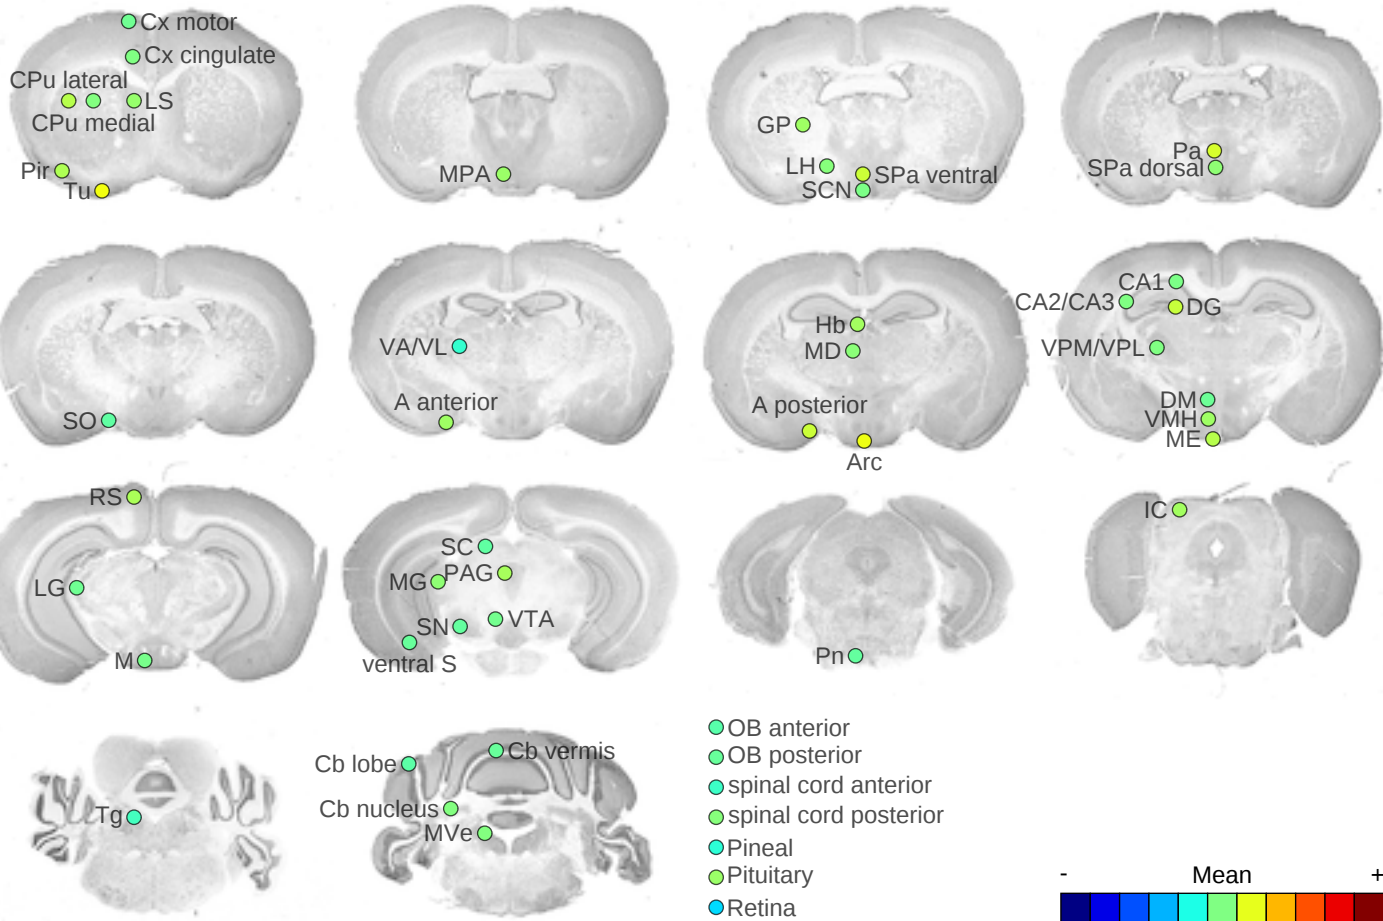 Cx motor
Cx cingulate
CPu lateral
LS
CPu medial
Pir
Tu
MPA
GP
LH
SPa ventral
SCN
Pa
SPa dorsal
SO
VA/VL
A anterior
Hb
MD
A posterior
Arc
CA1
CA2/CA3
DG
VPM/VPL
DM
VMH
ME
RS
LG
M
SC
MG
PAG
SN
VTA
ventral S
Pn
IC
Tg
Cb lobe
Cb vermis
Cb nucleus
MVe
OB anterior
OB posterior
spinal cord anterior
spinal cord posterior
Pineal
Pituitary
Retina
- Mean +